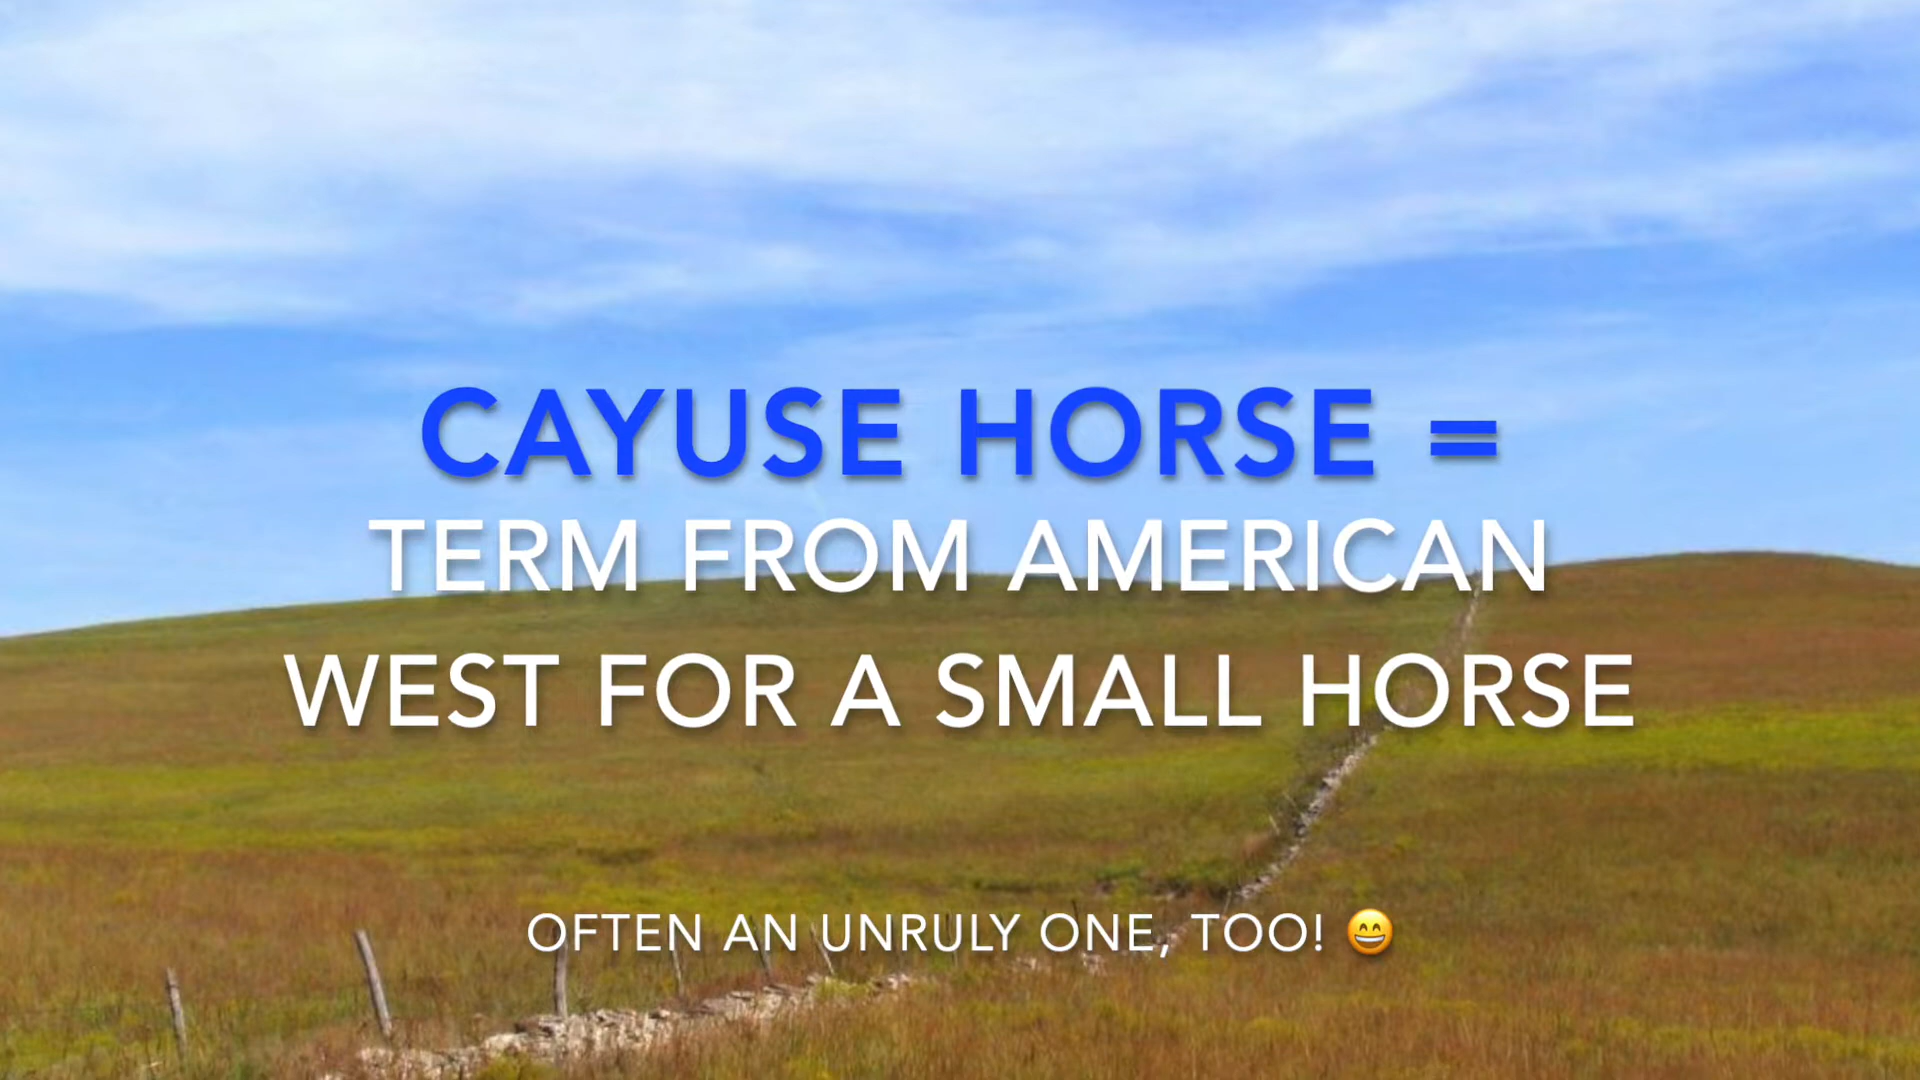 CAYUSE HORSE =
TERM FROM AMERICAN
WEST FOR A SMALL HORSE
OFTEN AN UNRULY ONE, TOO! 😄